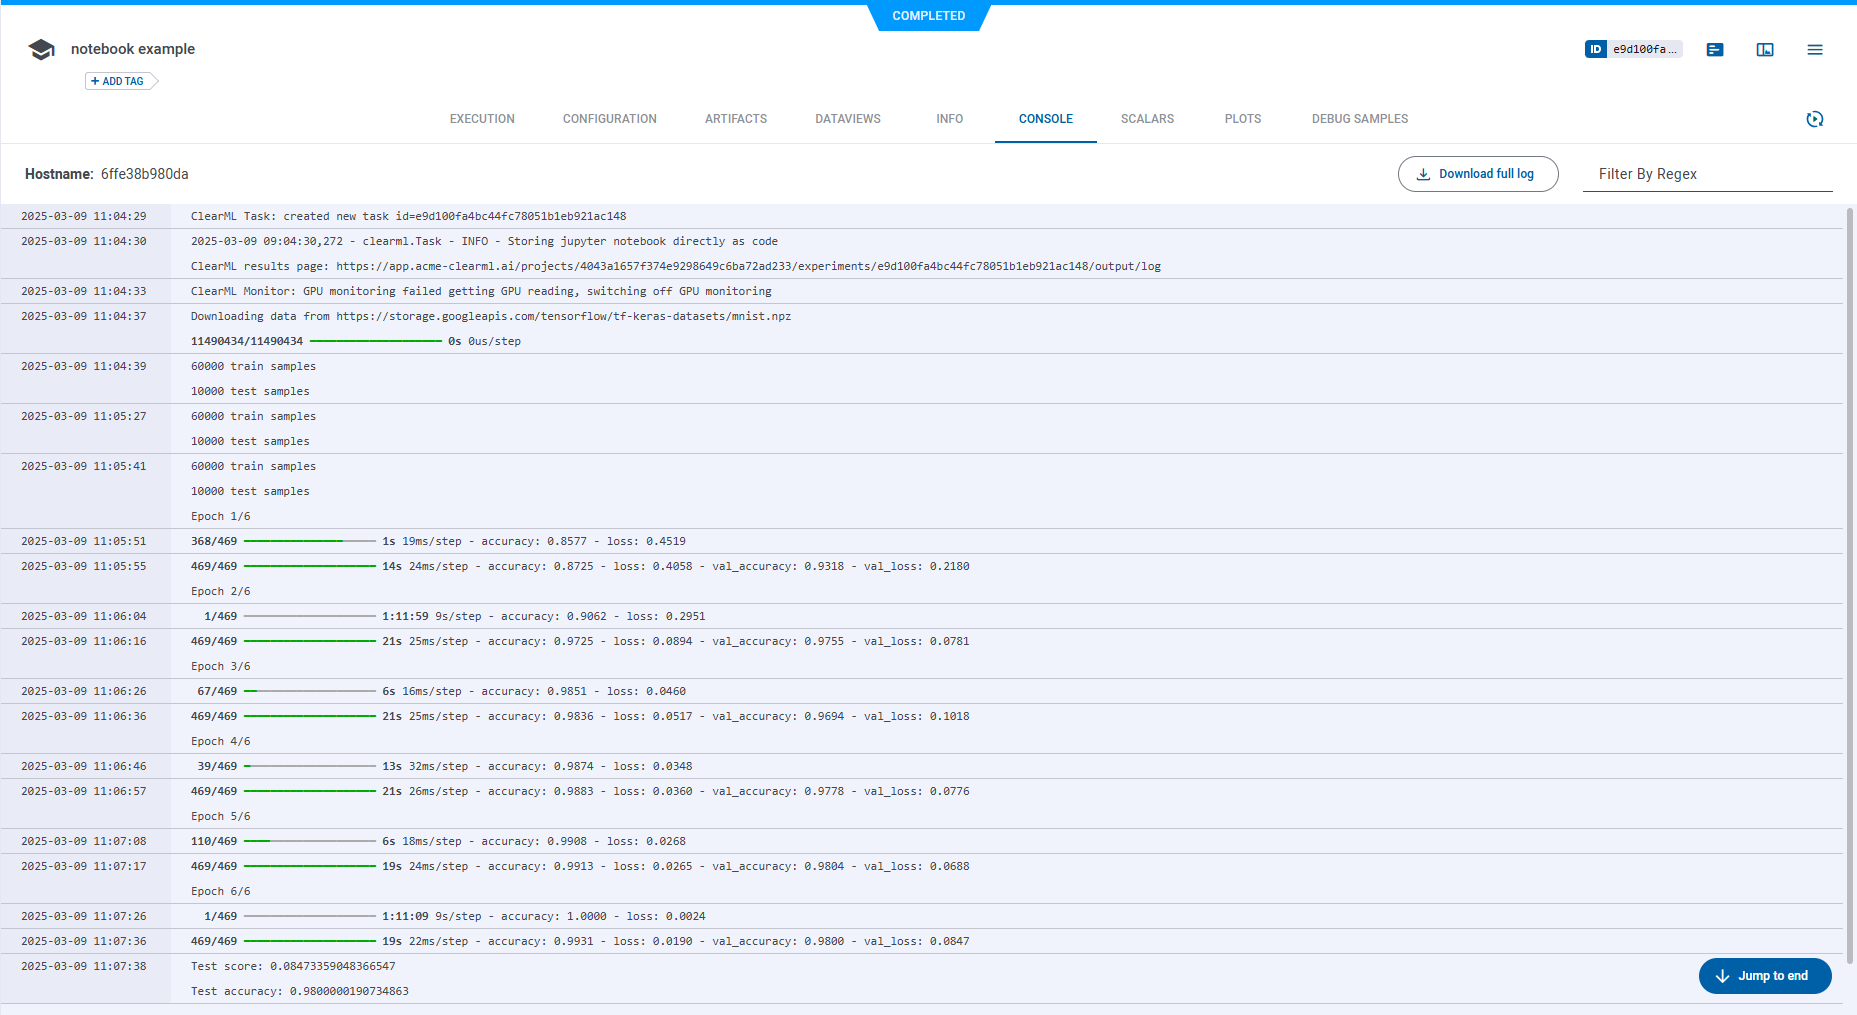 COMPLETED
notebook example
ID e9d100fa...
+ ADD TAG
EXECUTION CONFIGURATION ARTIFACTS DATAVIEWS INFO CONSOLE SCALARS PLOTS DEBUG SAMPLES
Hostname: 6ffe38b980da
Download full log
Filter By Regex
2025-03-09 11:04:29 ClearML Task: created new task id=e9d100fa4bc44fc78051b1eb921ac148
2025-03-09 11:04:30 2025-03-09 09:04:30,272 - clearml.Task - INFO - Storing jupyter notebook directly as code
ClearML results page: https://app.acme-clearml.ai/projects/4043a1657f374e9298649c6ba72ad233/experiments/e9d100fa4bc44fc78051b1eb921ac148/output/log
2025-03-09 11:04:33 ClearML Monitor: GPU monitoring failed getting GPU reading, switching off GPU monitoring
2025-03-09 11:04:37 Downloading data from https://storage.googleapis.com/tensorflow/tf-keras-datasets/mnist.npz
11490434/11490434 0s 0us/step
2025-03-09 11:04:39 60000 train samples
10000 test samples
2025-03-09 11:05:27 60000 train samples
10000 test samples
2025-03-09 11:05:41 60000 train samples
10000 test samples
Epoch 1/6
2025-03-09 11:05:51 368/469 1s 19ms/step - accuracy: 0.8577 - loss: 0.4519
2025-03-09 11:05:55 469/469 14s 24ms/step - accuracy: 0.8725 - loss: 0.4058 - val_accuracy: 0.9318 - val_loss: 0.2180
Epoch 2/6
2025-03-09 11:06:04 1/469 1:11:59 9s/step - accuracy: 0.9062 - loss: 0.2951
2025-03-09 11:06:16 469/469 21s 25ms/step - accuracy: 0.9725 - loss: 0.0894 - val_accuracy: 0.9755 - val_loss: 0.0781
Epoch 3/6
2025-03-09 11:06:26 67/469 6s 16ms/step - accuracy: 0.9851 - loss: 0.0460
2025-03-09 11:06:36 469/469 21s 25ms/step - accuracy: 0.9836 - loss: 0.0517 - val_accuracy: 0.9694 - val_loss: 0.1018
Epoch 4/6
2025-03-09 11:06:46 39/469 13s 32ms/step - accuracy: 0.9874 - loss: 0.0348
2025-03-09 11:06:57 469/469 21s 26ms/step - accuracy: 0.9883 - loss: 0.0360 - val_accuracy: 0.9778 - val_loss: 0.0776
Epoch 5/6
2025-03-09 11:07:08 110/469 6s 18ms/step - accuracy: 0.9908 - loss: 0.0268
2025-03-09 11:07:17 469/469 19s 24ms/step - accuracy: 0.9913 - loss: 0.0265 - val_accuracy: 0.9804 - val_loss: 0.0688
Epoch 6/6
2025-03-09 11:07:26 1/469 1:11:09 9s/step - accuracy: 1.0000 - loss: 0.0024
2025-03-09 11:07:36 469/469 19s 22ms/step - accuracy: 0.9931 - loss: 0.0190 - val_accuracy: 0.9800 - val_loss: 0.0847
2025-03-09 11:07:38 Test score: 0.08473359048366547
Test accuracy: 0.9800000190734863
Jump to end